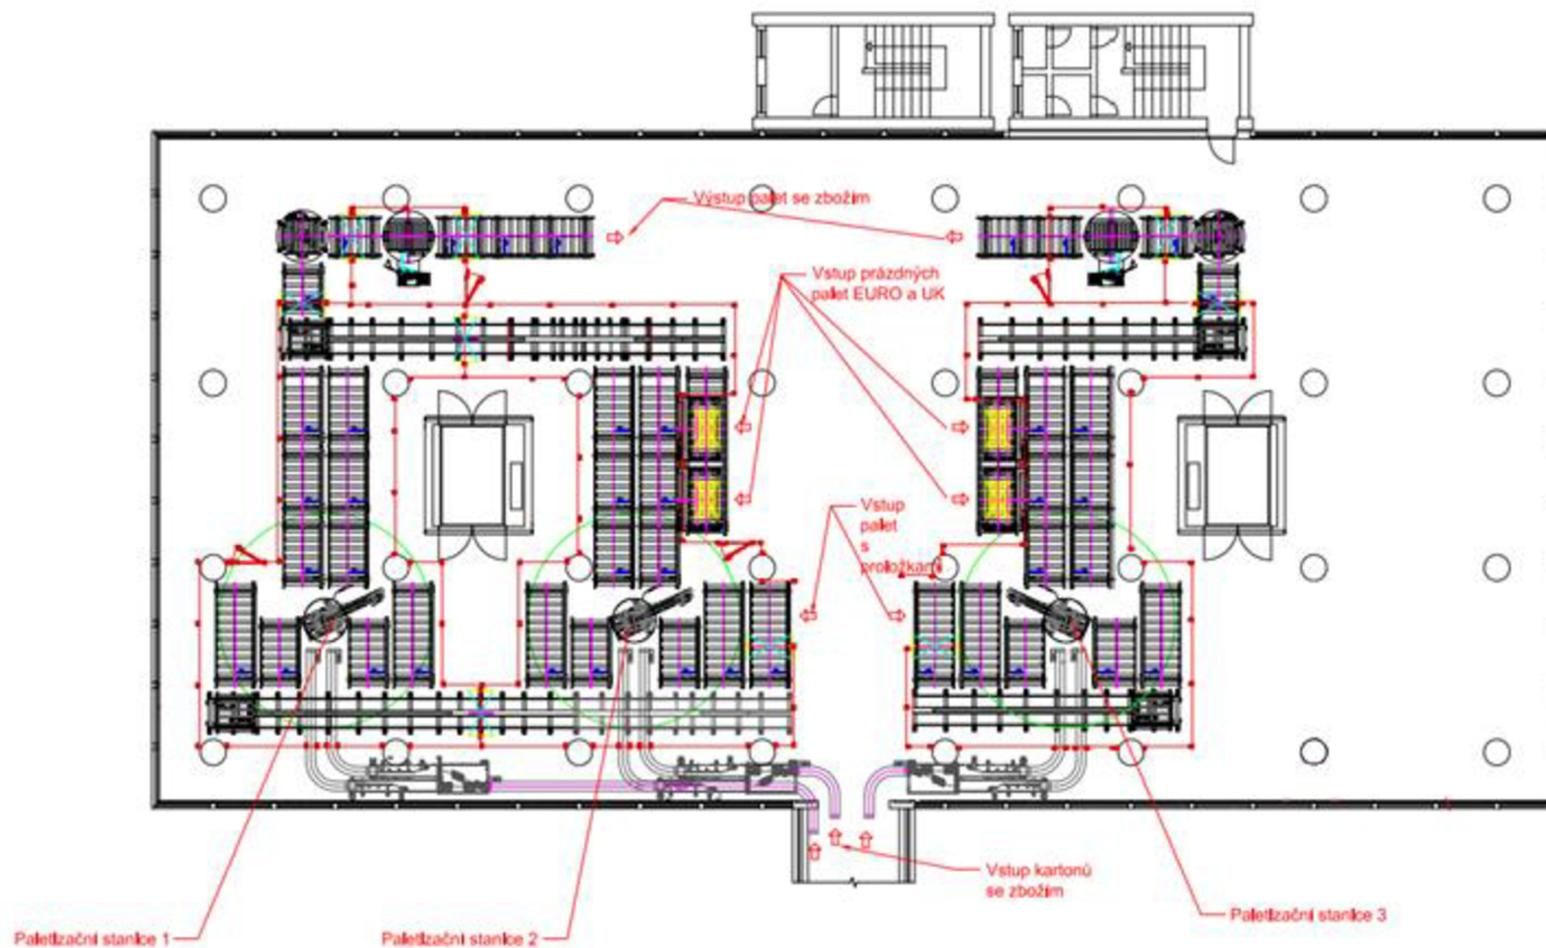 Výstup palet se zbožím
Vstup prázdných
palet EURO a UK
Vstup
palet
s
proložkami
Vstup kartonů
se zbožím
Paletizační stanice 3
Paletizační stanice 1
Paletizační stanice 2